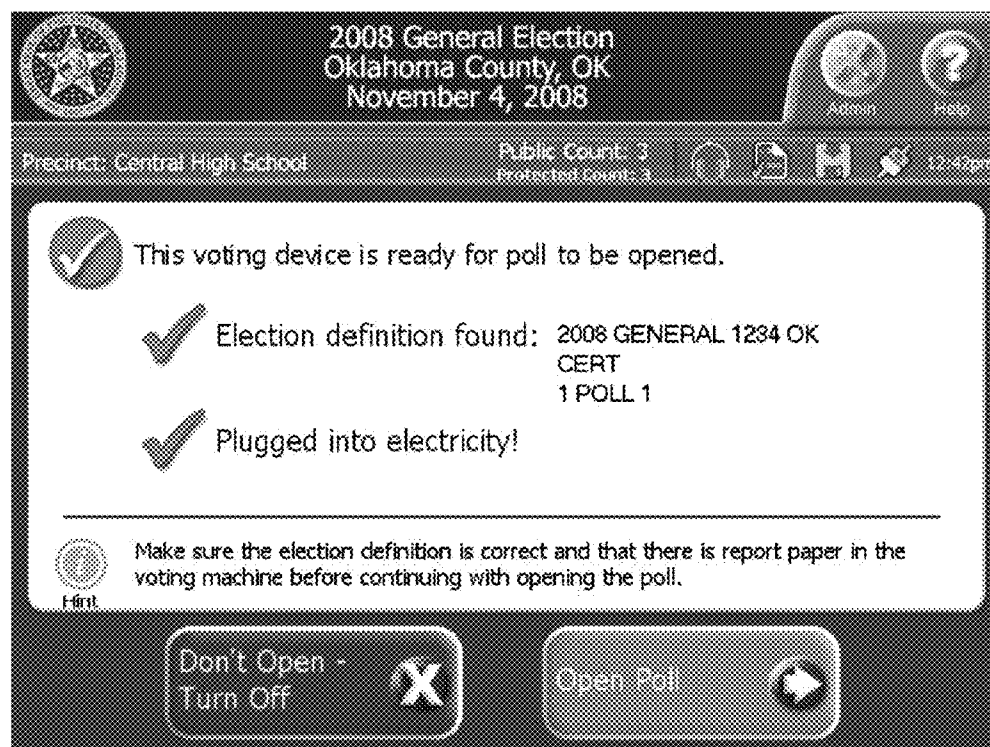 2008 General Election
Oklahoma County, OK
November 4, 2008
Admin
Help
Precinct: Central High School
Public Count: 3
Protected Count: 3
12:42pm
This voting device is ready for poll to be opened.
Election definition found:
2008 GENERAL 1234 OK
CERT
1 POLL 1
Plugged into electricity!
Make sure the election definition is correct and that there is report paper in the
voting machine before continuing with opening the poll.
Hint
Don't Open -
Turn Off
X
Open Poll